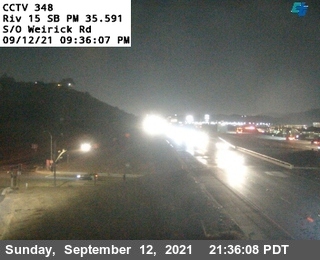 CCTV 348
Riv 15 SB PM 35.591
S/O Weirick Rd
09/12/21 09:36:07 PM
Sunday, September 12, 2021 21:36:08 PDT